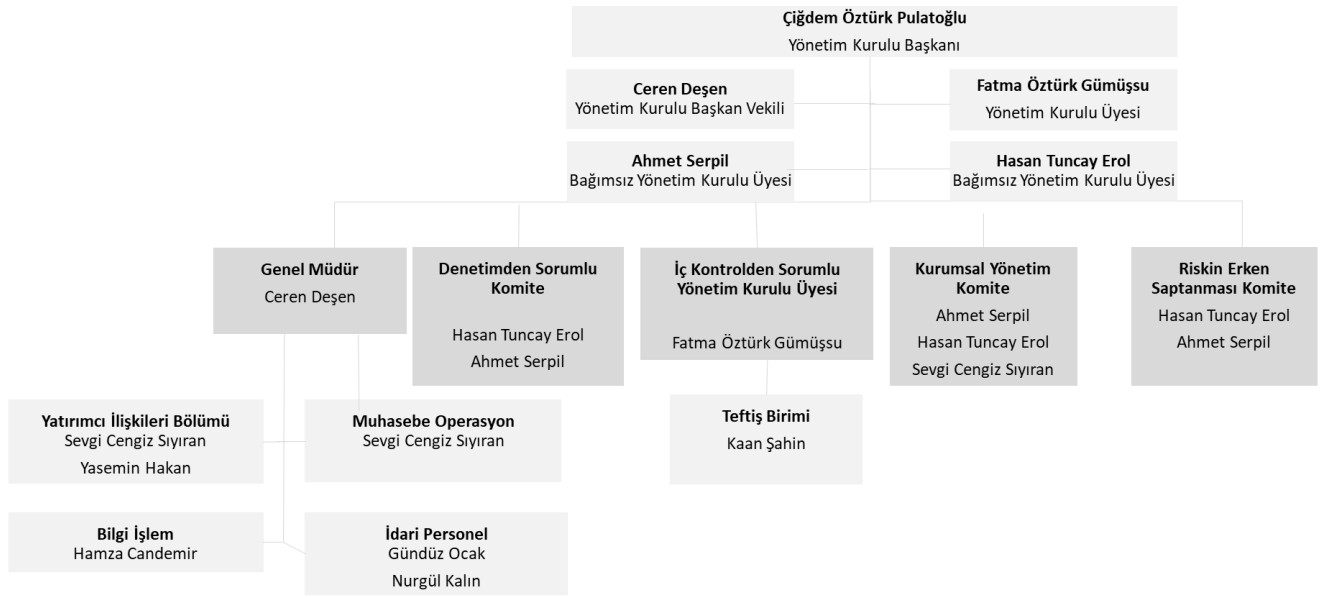 Çiğdem Öztürk Pulatoğlu
Yönetim Kurulu Başkanı
Ceren Deşen
Yönetim Kurulu Başkan Vekili
Fatma Öztürk Gümüşsu
Yönetim Kurulu Üyesi
Ahmet Serpil
Bağımsız Yönetim Kurulu Üyesi
Hasan Tuncay Erol
Bağımsız Yönetim Kurulu Üyesi
Genel Müdür
Ceren Deşen
Denetimden Sorumlu
Komite
Hasan Tuncay Erol
Ahmet Serpil
İç Kontrolden Sorumlu
Yönetim Kurulu Üyesi
Fatma Öztürk Gümüşsu
Kurumsal Yönetim
Komite
Ahmet Serpil
Hasan Tuncay Erol
Sevgi Cengiz Sıyıran
Riskin Erken
Saptanması Komite
Hasan Tuncay Erol
Ahmet Serpil
Yatırımcı İlişkileri Bölümü
Sevgi Cengiz Sıyıran
Yasemin Hakan
Muhasebe Operasyon
Sevgi Cengiz Sıyıran
Teftiş Birimi
Kaan Şahin
Bilgi İşlem
Hamza Candemir
İdari Personel
Gündüz Ocak
Nurgül Kalın